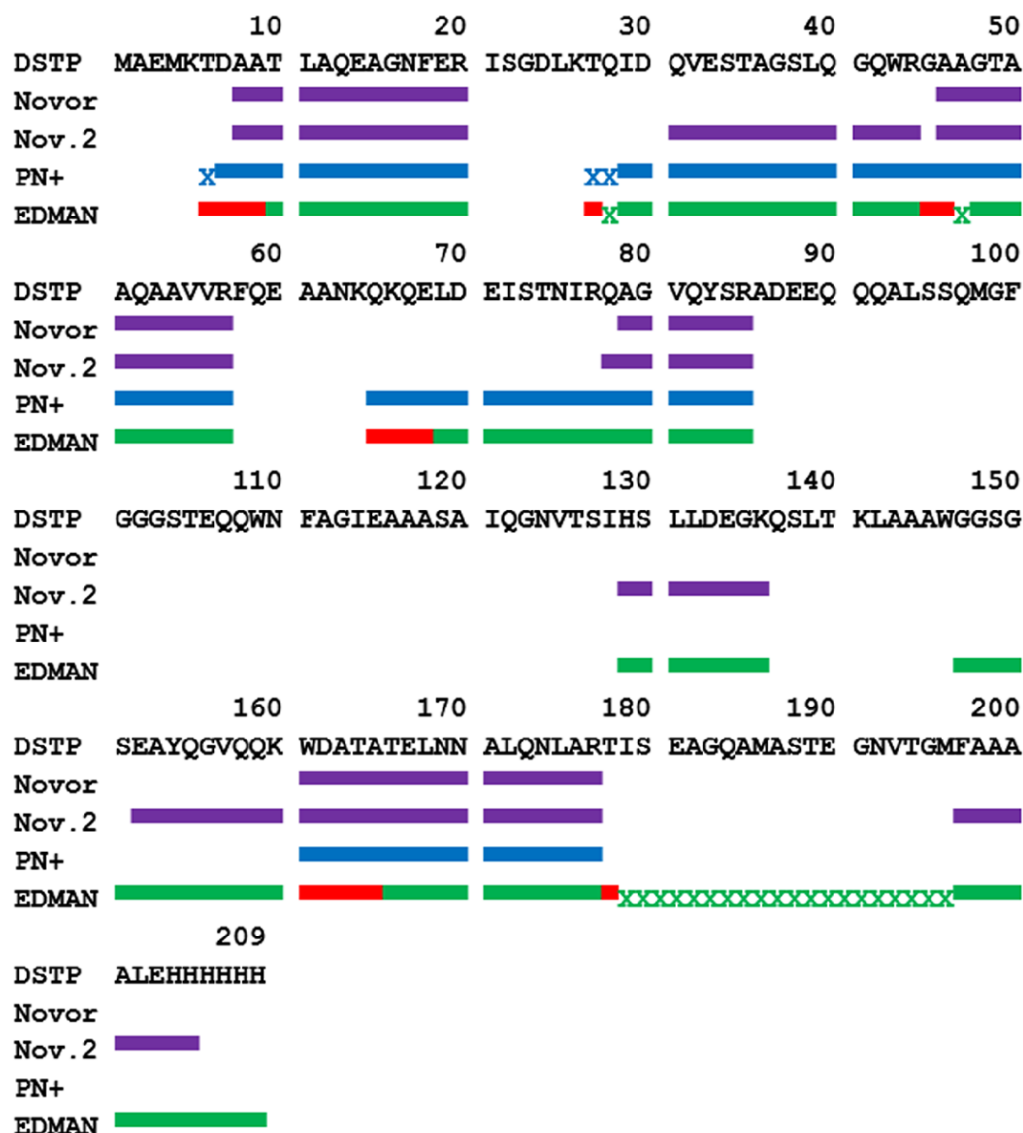 10 20 30 40 50
DSTP MAEMKTDAAT LAQEAGNFER ISGDLKTQID QVESTAGSLQ GQWRGAAGTA
Novor
Nov.2
PN+ X XX
EDMAN X X
60 70 80 90 100
DSTP AQAAVVRFQE AANKQKQELD EISTNIRQAG VQYSRADEEQ QQALSSQMGF
Novor
Nov.2
PN+
EDMAN
110 120 130 140 150
DSTP GGGSTEQQWN FAGIEAAASA IQGNVTSIHS LLDEGKQSLT KLAAAWGGSG
Novor
Nov.2
PN+
EDMAN
160 170 180 190 200
DSTP SEAYQGVQQK WDATATELNN ALQNLARTIS EAGQAMASTE GNVTGMFAAA
Novor
Nov.2
PN+
EDMAN XXXXXXXXXXXXXXXXXX
209
DSTP ALEHHHHHH
Novor
Nov.2
PN+
EDMAN